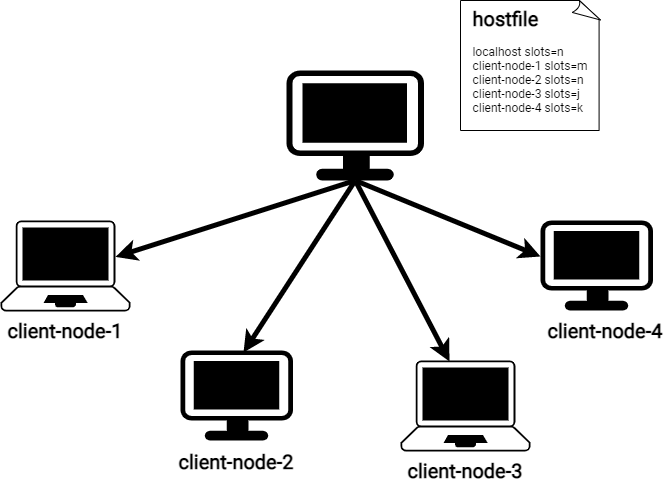 hostfile
localhost slots=n
client-node-1 slots=m
client-node-2 slots=n
client-node-3 slots=j
client-node-4 slots=k
client-node-1
client-node-4
client-node-2
client-node-3